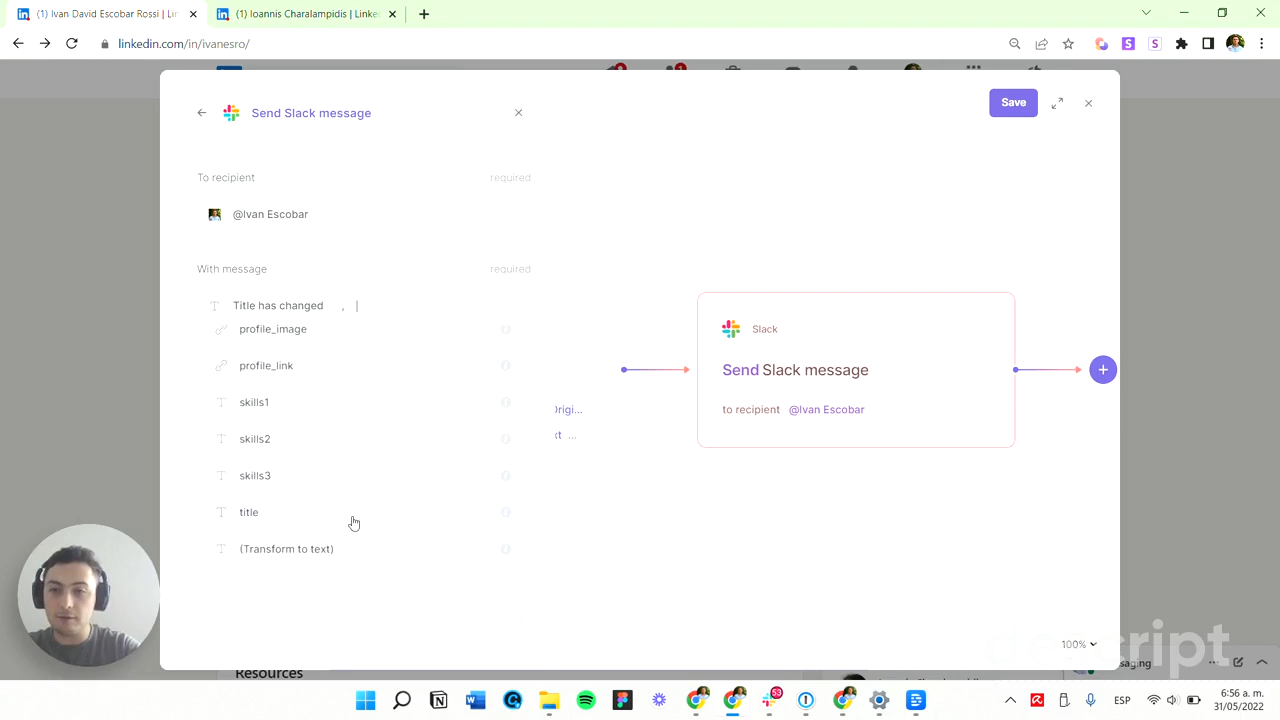 (1) Ivan David Escobar Rossi | Lin
(1) Ioannis Charalampidis | Linke
linkedin.com/in/ivanesro/
Send Slack message
Save
To recipient
required
@Ivan Escobar
With message
required
Title has changed ,
profile_image
profile_link
skills1
skills2
skills3
title
(Transform to text)
Slack
Send Slack message
to recipient @Ivan Escobar
100%
descript
Resources
53
ESP
6:56 a. m.
31/05/2022